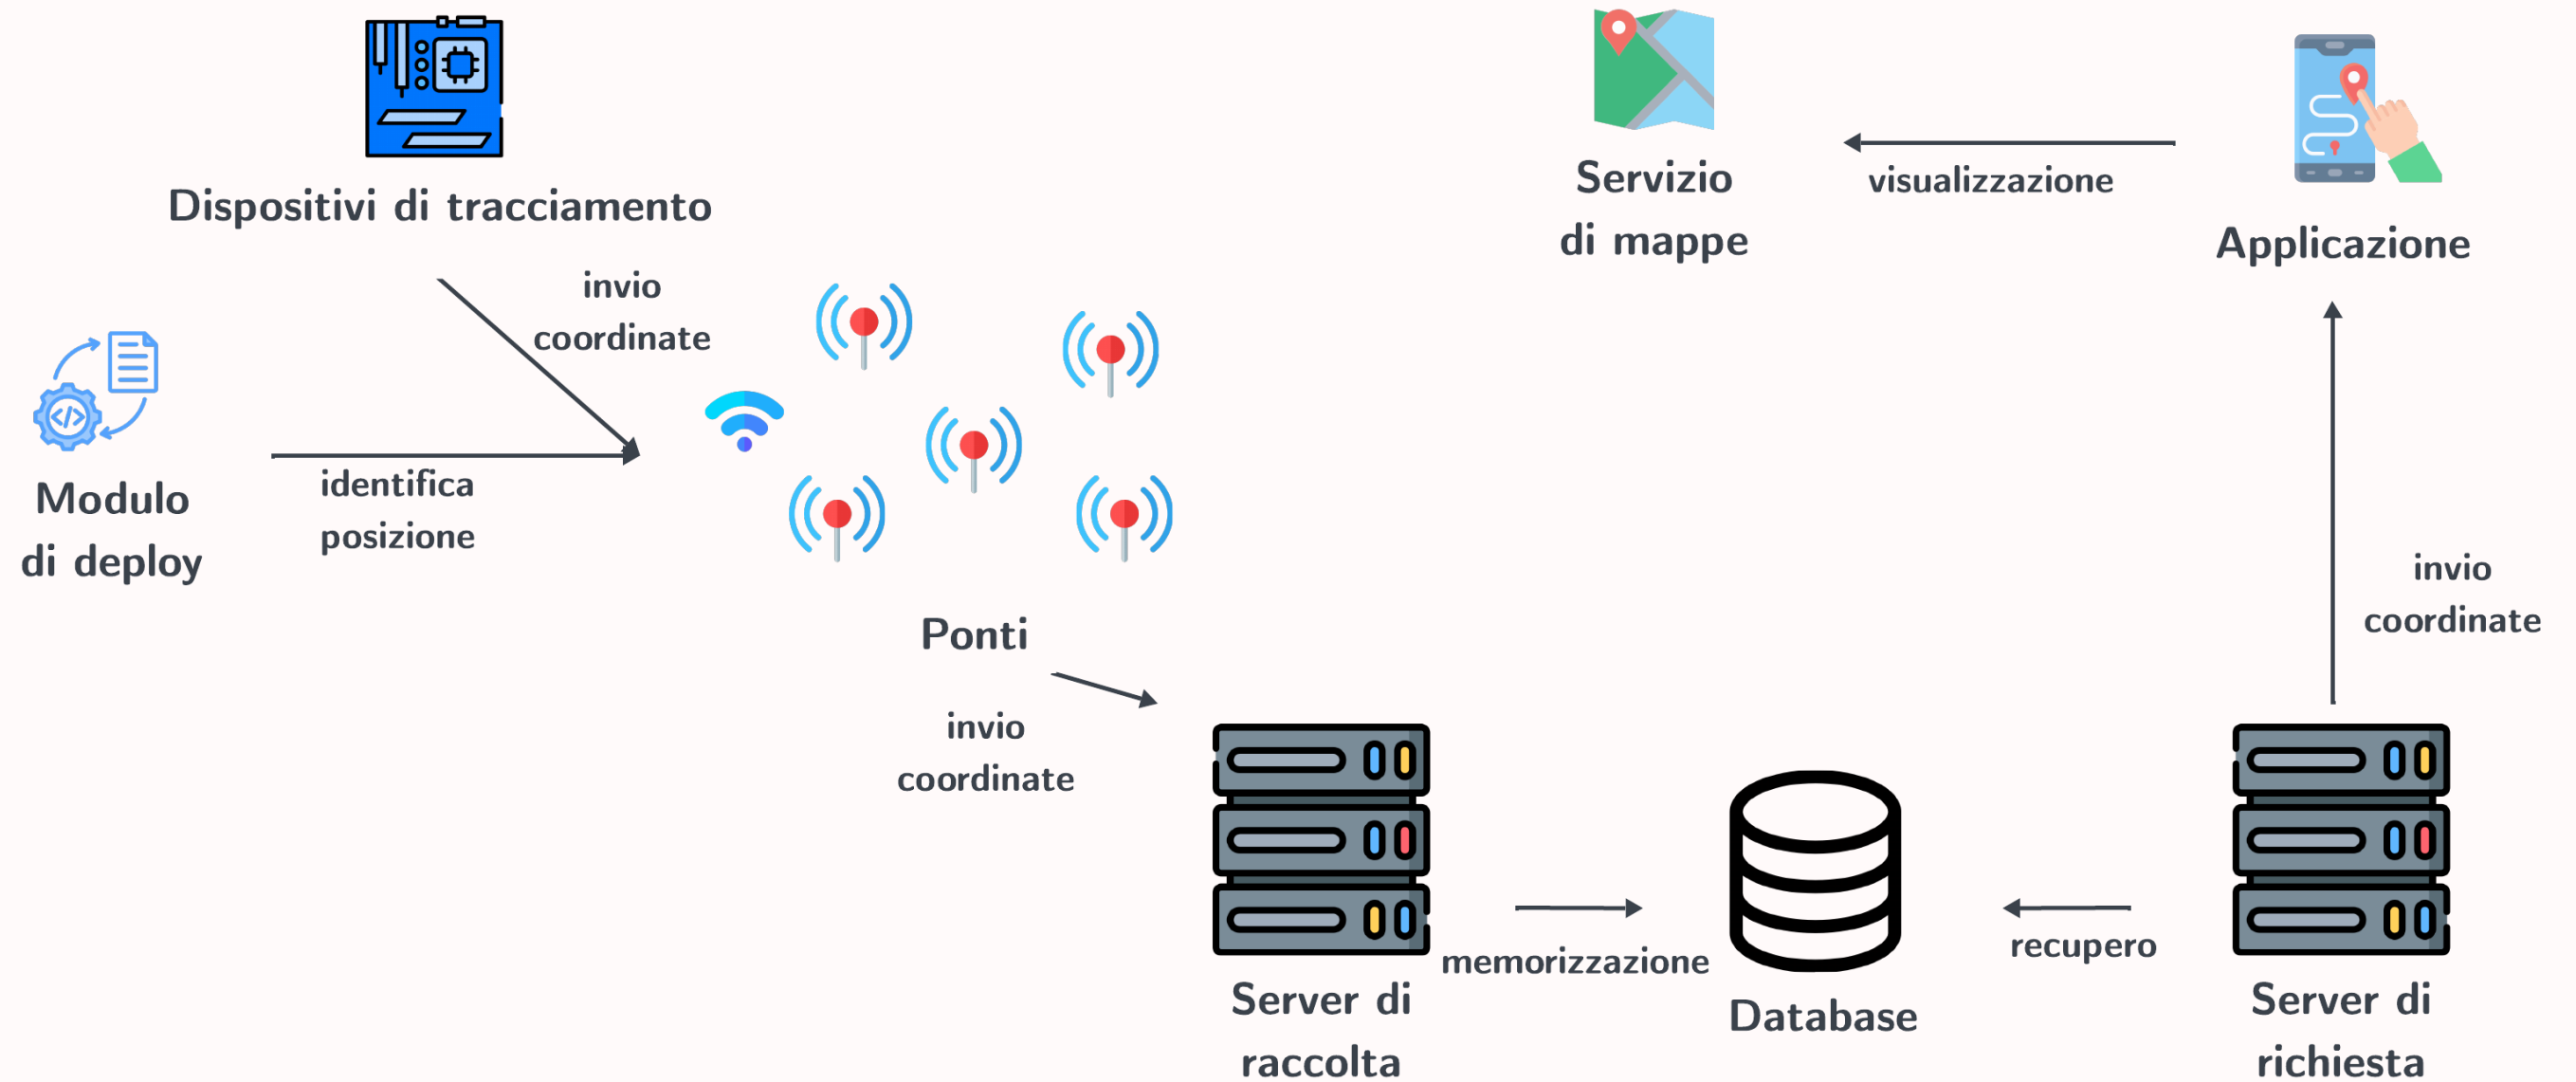 Dispositivi di tracciamento
invio
coordinate
Modulo
di deploy
identifica
posizione
Ponti
invio
coordinate
Server di
raccolta
memorizzazione
Database
recupero
Server di
richiesta
invio
coordinate
Applicazione
visualizzazione
Servizio
di mappe